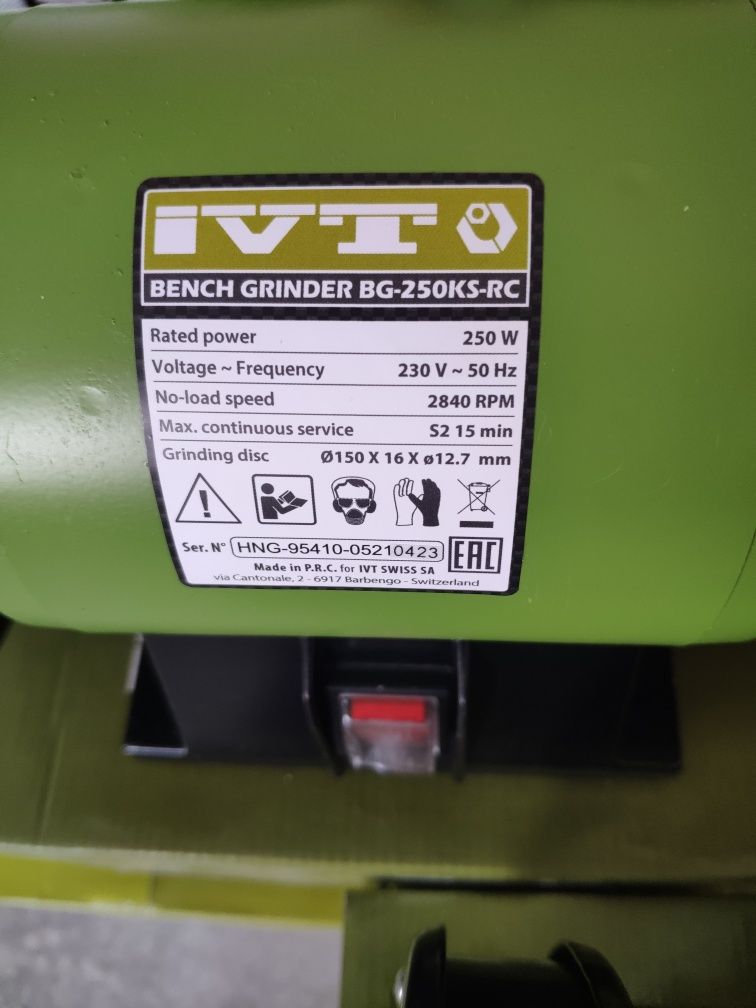 IVT
BENCH GRINDER BG-250KS-RC
Rated power 250 W
Voltage ~ Frequency 230 V ~ 50 Hz
No-load speed 2840 RPM
Max. continuous service S2 15 min
Grinding disc Ø150 X 16 X ø12.7 mm
Ser. N° HNG-95410-05210423 EAC
Made in P.R.C. for IVT SWISS SA
via Cantonale, 2 - 6917 Barbengo - Switzerland